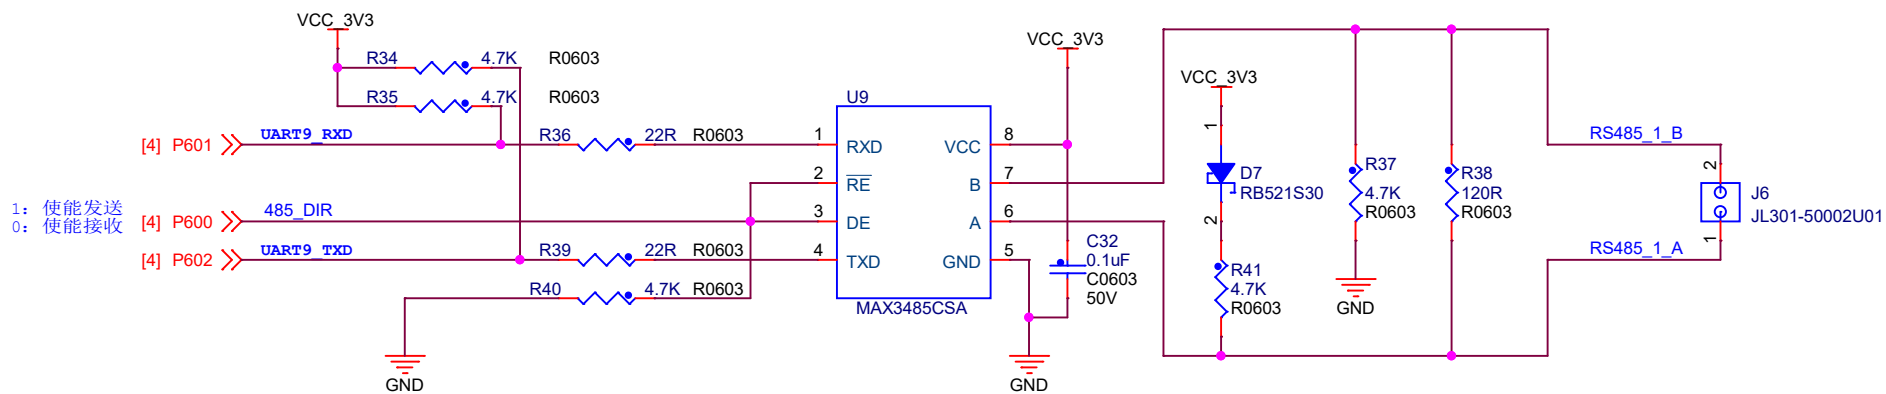 VCC_3V3
R34 4.7K R0603
R35 4.7K R0603
[4] P601 UART9_RXD
R36 22R R0603
1：使能发送
0：使能接收
[4] P600 485_DIR
[4] P602 UART9_TXD
R39 22R R0603
R40 4.7K R0603
GND
U9
1 RXD VCC 8
2 RE B 7
3 DE A 6
4 TXD GND 5
MAX3485CSA
VCC_3V3
C32
0.1uF
C0603
50V
GND
VCC_3V3
1
D7
RB521S30
2
R41
4.7K
R0603
R37
4.7K
R0603
GND
R38
120R
R0603
RS485_1_B
2
J6
JL301-50002U01
1
RS485_1_A